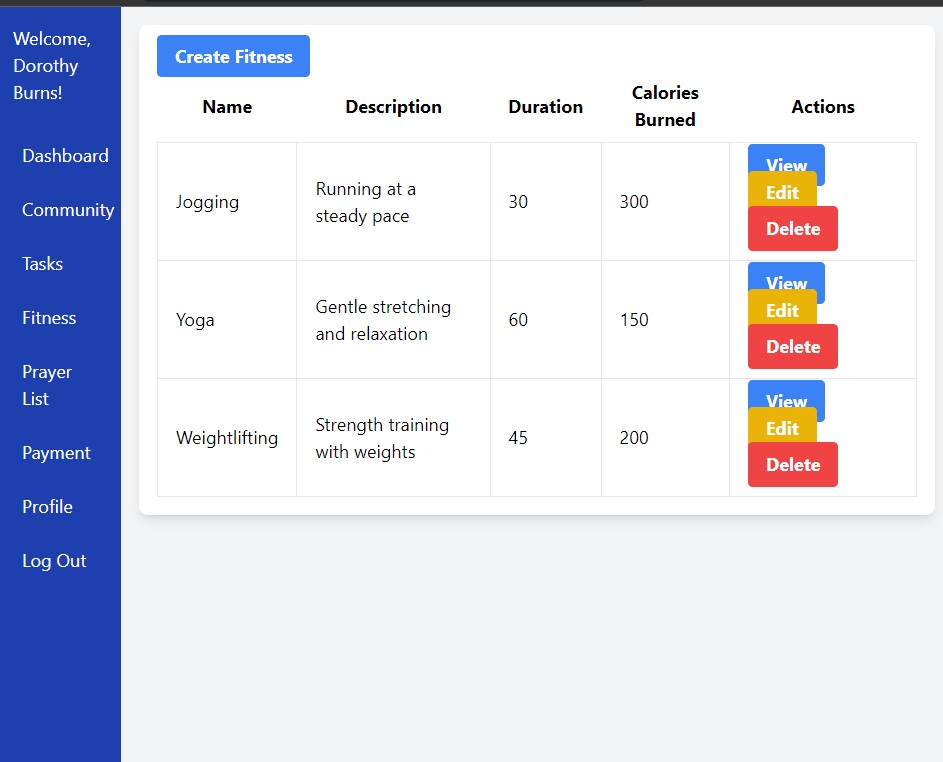 Welcome,
Dorothy
Burns!
Dashboard
Community
Tasks
Fitness
Prayer
List
Payment
Profile
Log Out
Create Fitness
Name Description Duration Calories Burned Actions
Jogging Running at a steady pace 30 300 View Edit Delete
Yoga Gentle stretching and relaxation 60 150 View Edit Delete
Weightlifting Strength training with weights 45 200 View Edit Delete